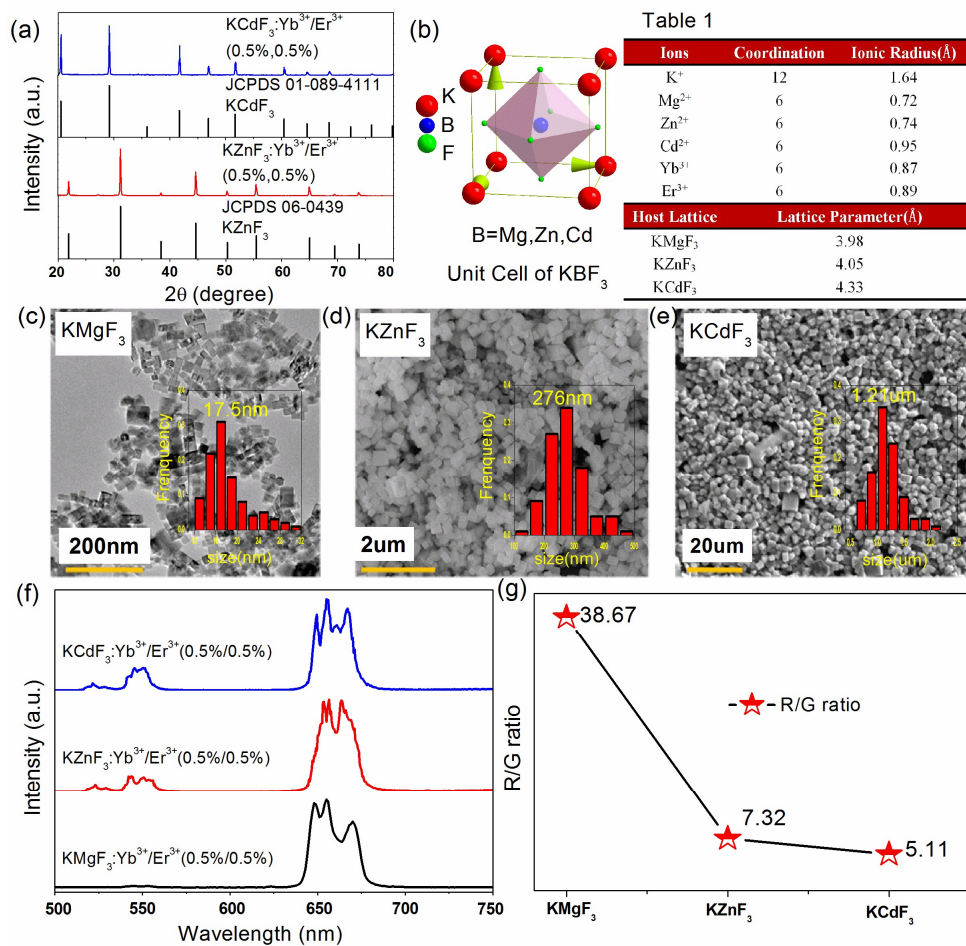 (a)
KCdF₃:Yb³⁺/Er³⁺
(0.5%,0.5%)
JCPDS 01-089-4111
KCdF₃
KZnF₃:Yb³⁺/Er³⁺
(0.5%,0.5%)
JCPDS 06-0439
KZnF₃
Intensity (a.u.)
20 30 40 50 60 70 80
2θ (degree)
(b)
K
B
F
B=Mg,Zn,Cd
Unit Cell of KBF₃
Table 1
Ions Coordination Ionic Radius(Å)
K⁺ 12 1.64
Mg²⁺ 6 0.72
Zn²⁺ 6 0.74
Cd²⁺ 6 0.95
Yb³⁺ 6 0.87
Er³⁺ 6 0.89
Host Lattice Lattice Parameter(Å)
KMgF₃ 3.98
KZnF₃ 4.05
KCdF₃ 4.33
(c)
KMgF₃
17.5nm
Frenquency
size(nm)
200nm
(d)
KZnF₃
276nm
Frenquency
size(nm)
2um
(e)
KCdF₃
1.21um
Frenquency
size(um)
20um
(f)
KCdF₃:Yb³⁺/Er³⁺(0.5%/0.5%)
KZnF₃:Yb³⁺/Er³⁺(0.5%/0.5%)
KMgF₃:Yb³⁺/Er³⁺(0.5%/0.5%)
Intensity (a.u.)
500 550 600 650 700 750
Wavelength (nm)
(g)
38.67
R/G ratio
7.32
5.11
R/G ratio
KMgF₃ KZnF₃ KCdF₃